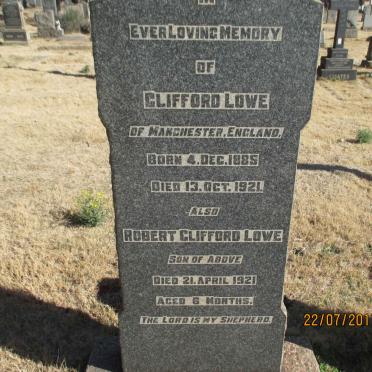 IN
EVERLOVING MEMORY
OF
CLIFFORD LOWE
OF MANCHESTER, ENGLAND.
BORN 4. DEC. 1885
DIED 13. OCT. 1921.
ALSO
ROBERT CLIFFORD LOWE
SON OF ABOVE
DIED 21. APRIL 1921
AGED 6 MONTHS.
THE LORD IS MY SHEPHERD.
22/07/201